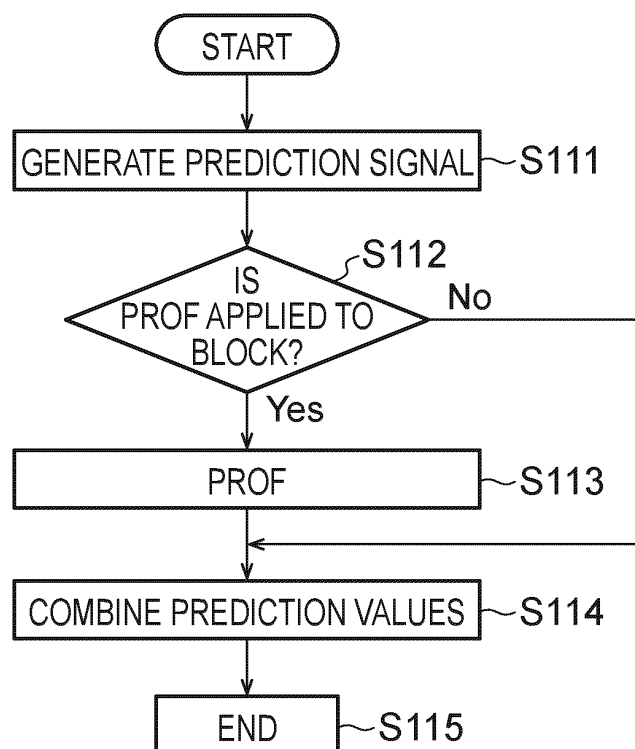 START
GENERATE PREDICTION SIGNAL
S111
S112
IS
PROF APPLIED TO
BLOCK?
No
Yes
PROF
S113
COMBINE PREDICTION VALUES
S114
END
S115